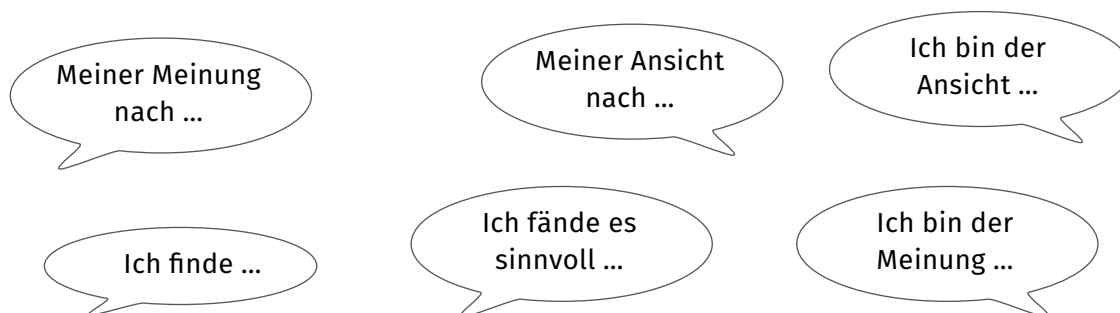 Meiner Meinung
nach ...
Meiner Ansicht
nach ...
Ich bin der
Ansicht ...
Ich finde ...
Ich fände es
sinnvoll ...
Ich bin der
Meinung ...